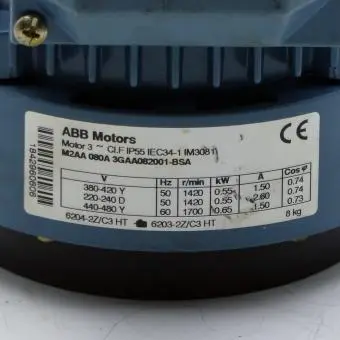 ABB Motors
CE
Motor 3 ~ Cl.F IP55 IEC34-1 IM3081
M2AA 080A 3GAA082001-BSA
V Hz r/min kW A Cos φ
380-420 Y 50 1420 0.55 1.50 0.74
220-240 D 50 1420 0.55 2.60 0.74
440-480 Y 60 1700 0.65 1.50 0.73
6204-2Z/C3 HT 6203-2Z/C3 HT 8 kg